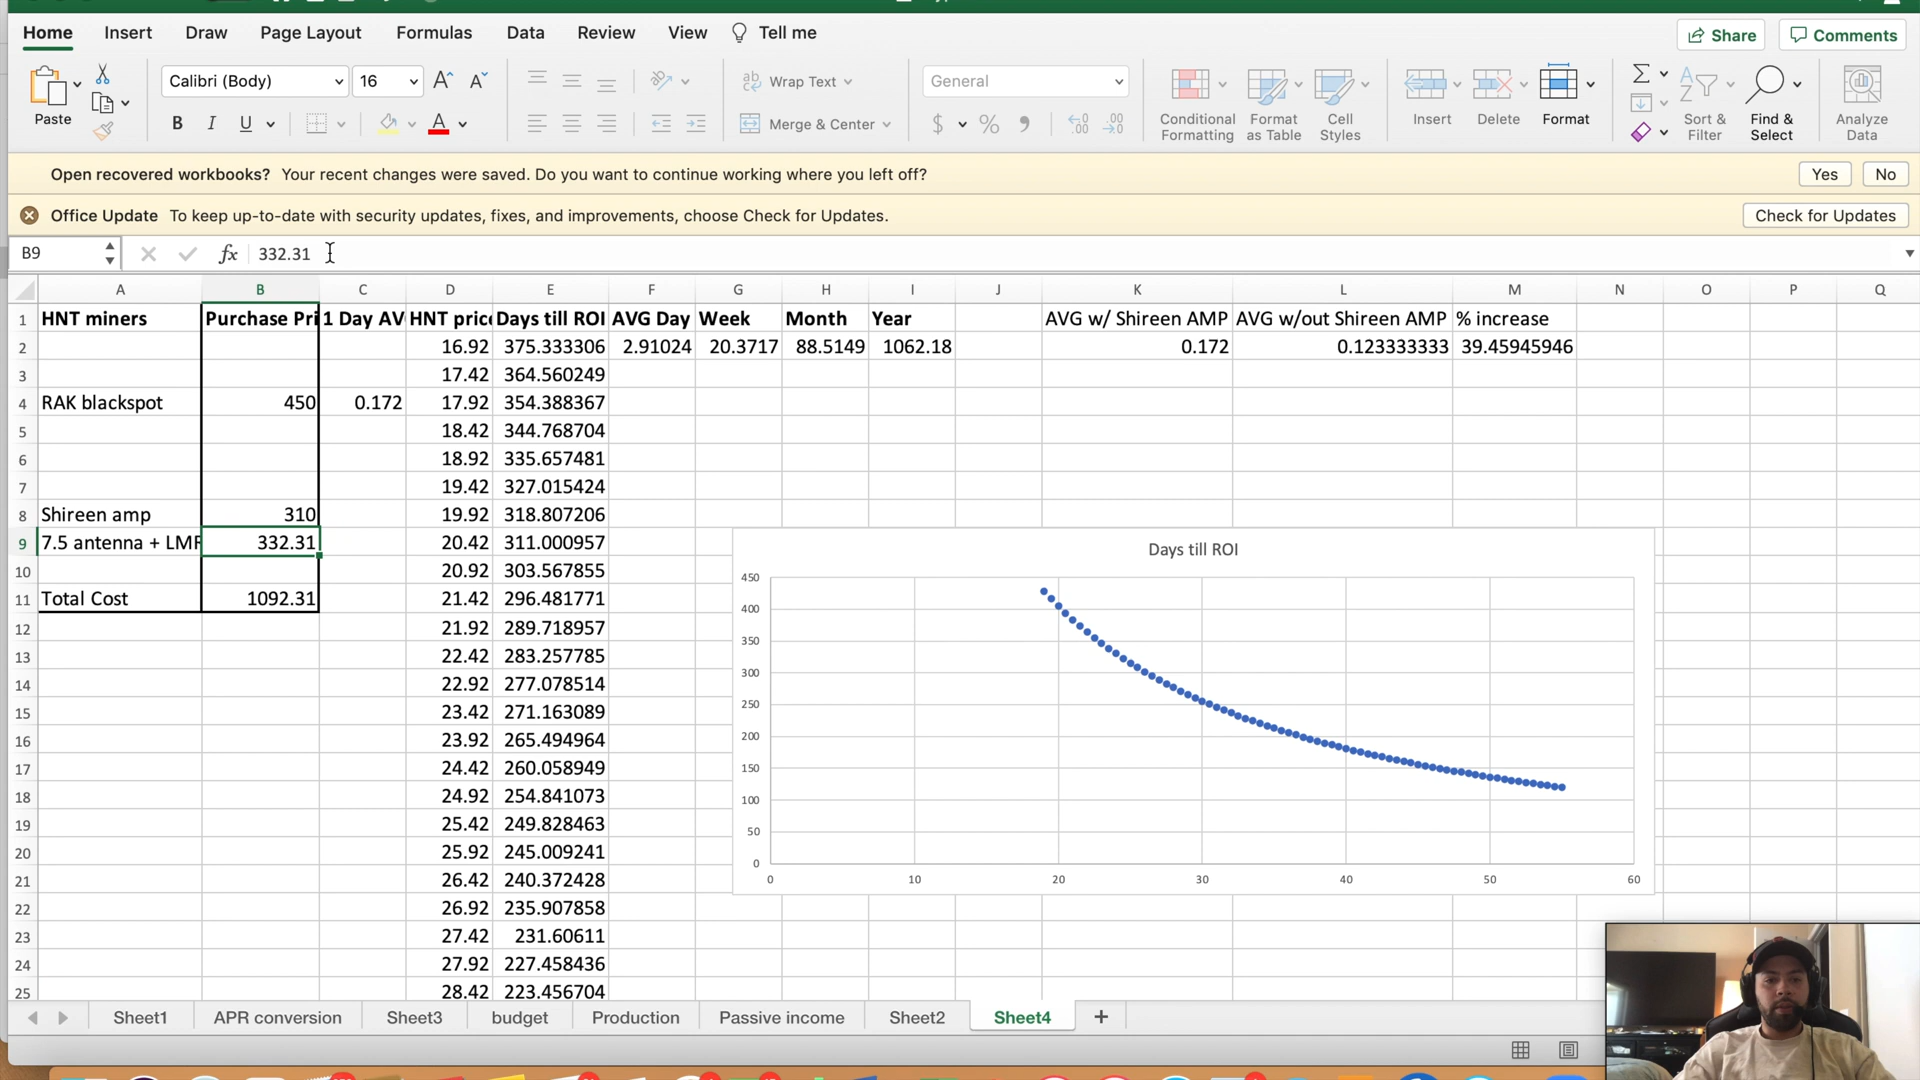 Home Insert Draw Page Layout Formulas Data Review View Tell me Share Comments
Paste Calibri (Body) 16 A^ A˅ Wrap Text General Conditional Formatting Format as Table Cell Styles Insert Delete Format Sort & Filter Find & Select Analyze Data
B I U A Merge & Center $ % ,
Open recovered workbooks? Your recent changes were saved. Do you want to continue working where you left off? Yes No
Office Update To keep up-to-date with security updates, fixes, and improvements, choose Check for Updates. Check for Updates
B9 fx 332.31
A B C D E F G H I J K L M N O P Q
1 HNT miners Purchase Pri 1 Day AV HNT price Days till ROI AVG Day Week Month Year AVG w/ Shireen AMP AVG w/out Shireen AMP % increase
2 16.92 375.333306 2.91024 20.3717 88.5149 1062.18 0.172 0.123333333 39.45945946
3 17.42 364.560249
4 RAK blackspot 450 0.172 17.92 354.388367
5 18.42 344.768704
6 18.92 335.657481
7 19.42 327.015424
8 Shireen amp 310 19.92 318.807206
9 7.5 antenna + LMR 332.31 20.42 311.000957
10 20.92 303.567855
11 Total Cost 1092.31 21.42 296.481771
12 21.92 289.718957
13 22.42 283.257785
14 22.92 277.078514
15 23.42 271.163089
16 23.92 265.494964
17 24.42 260.058949
18 24.92 254.841073
19 25.42 249.828463
20 25.92 245.009241
21 26.42 240.372428
22 26.92 235.907858
23 27.42 231.60611
24 27.92 227.458436
25 28.42 223.456704
Days till ROI
450
400
350
300
250
200
150
100
50
0
0 10 20 30 40 50 60
Sheet1 APR conversion Sheet3 budget Production Passive income Sheet2 Sheet4 +